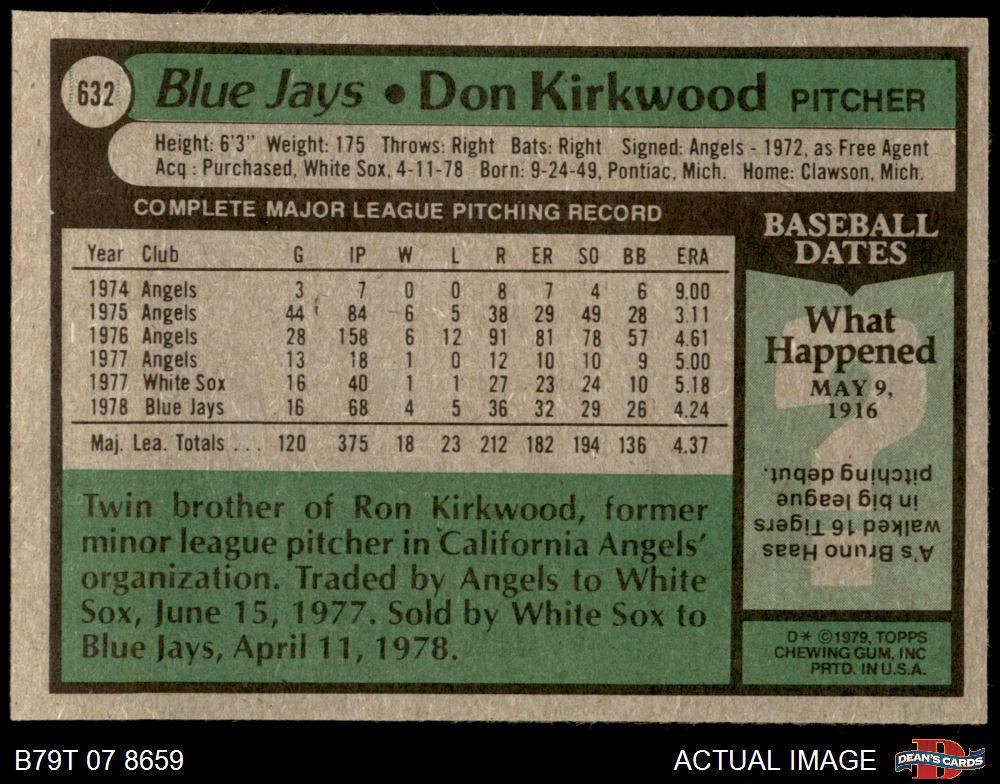 632
Blue Jays • Don Kirkwood PITCHER
Height: 6'3" Weight: 175 Throws: Right Bats: Right Signed: Angels - 1972, as Free Agent
Acq : Purchased, White Sox, 4-11-78 Born: 9-24-49, Pontiac, Mich. Home: Clawson, Mich.
COMPLETE MAJOR LEAGUE PITCHING RECORD
Year Club G IP W L R ER SO BB ERA
1974 Angels 3 7 0 0 8 7 4 6 9.00
1975 Angels 44 84 6 5 38 29 49 28 3.11
1976 Angels 28 158 6 12 91 81 78 57 4.61
1977 Angels 13 18 1 0 12 10 10 9 5.00
1977 White Sox 16 40 1 1 27 23 24 10 5.18
1978 Blue Jays 16 68 4 5 36 32 29 26 4.24
Maj. Lea. Totals . . . 120 375 18 23 212 182 194 136 4.37
Twin brother of Ron Kirkwood, former
minor league pitcher in California Angels'
organization. Traded by Angels to White
Sox, June 15, 1977. Sold by White Sox to
Blue Jays, April 11, 1978.
BASEBALL
DATES
What
Happened
MAY 9,
1916
A's Bruno Haas
walked 16 Tigers
in big league
pitching debut.
D* ©1979, TOPPS
CHEWING GUM, INC
PRTD. IN U.S.A.
B79T 07 8659
ACTUAL IMAGE
DEAN'S CARDS